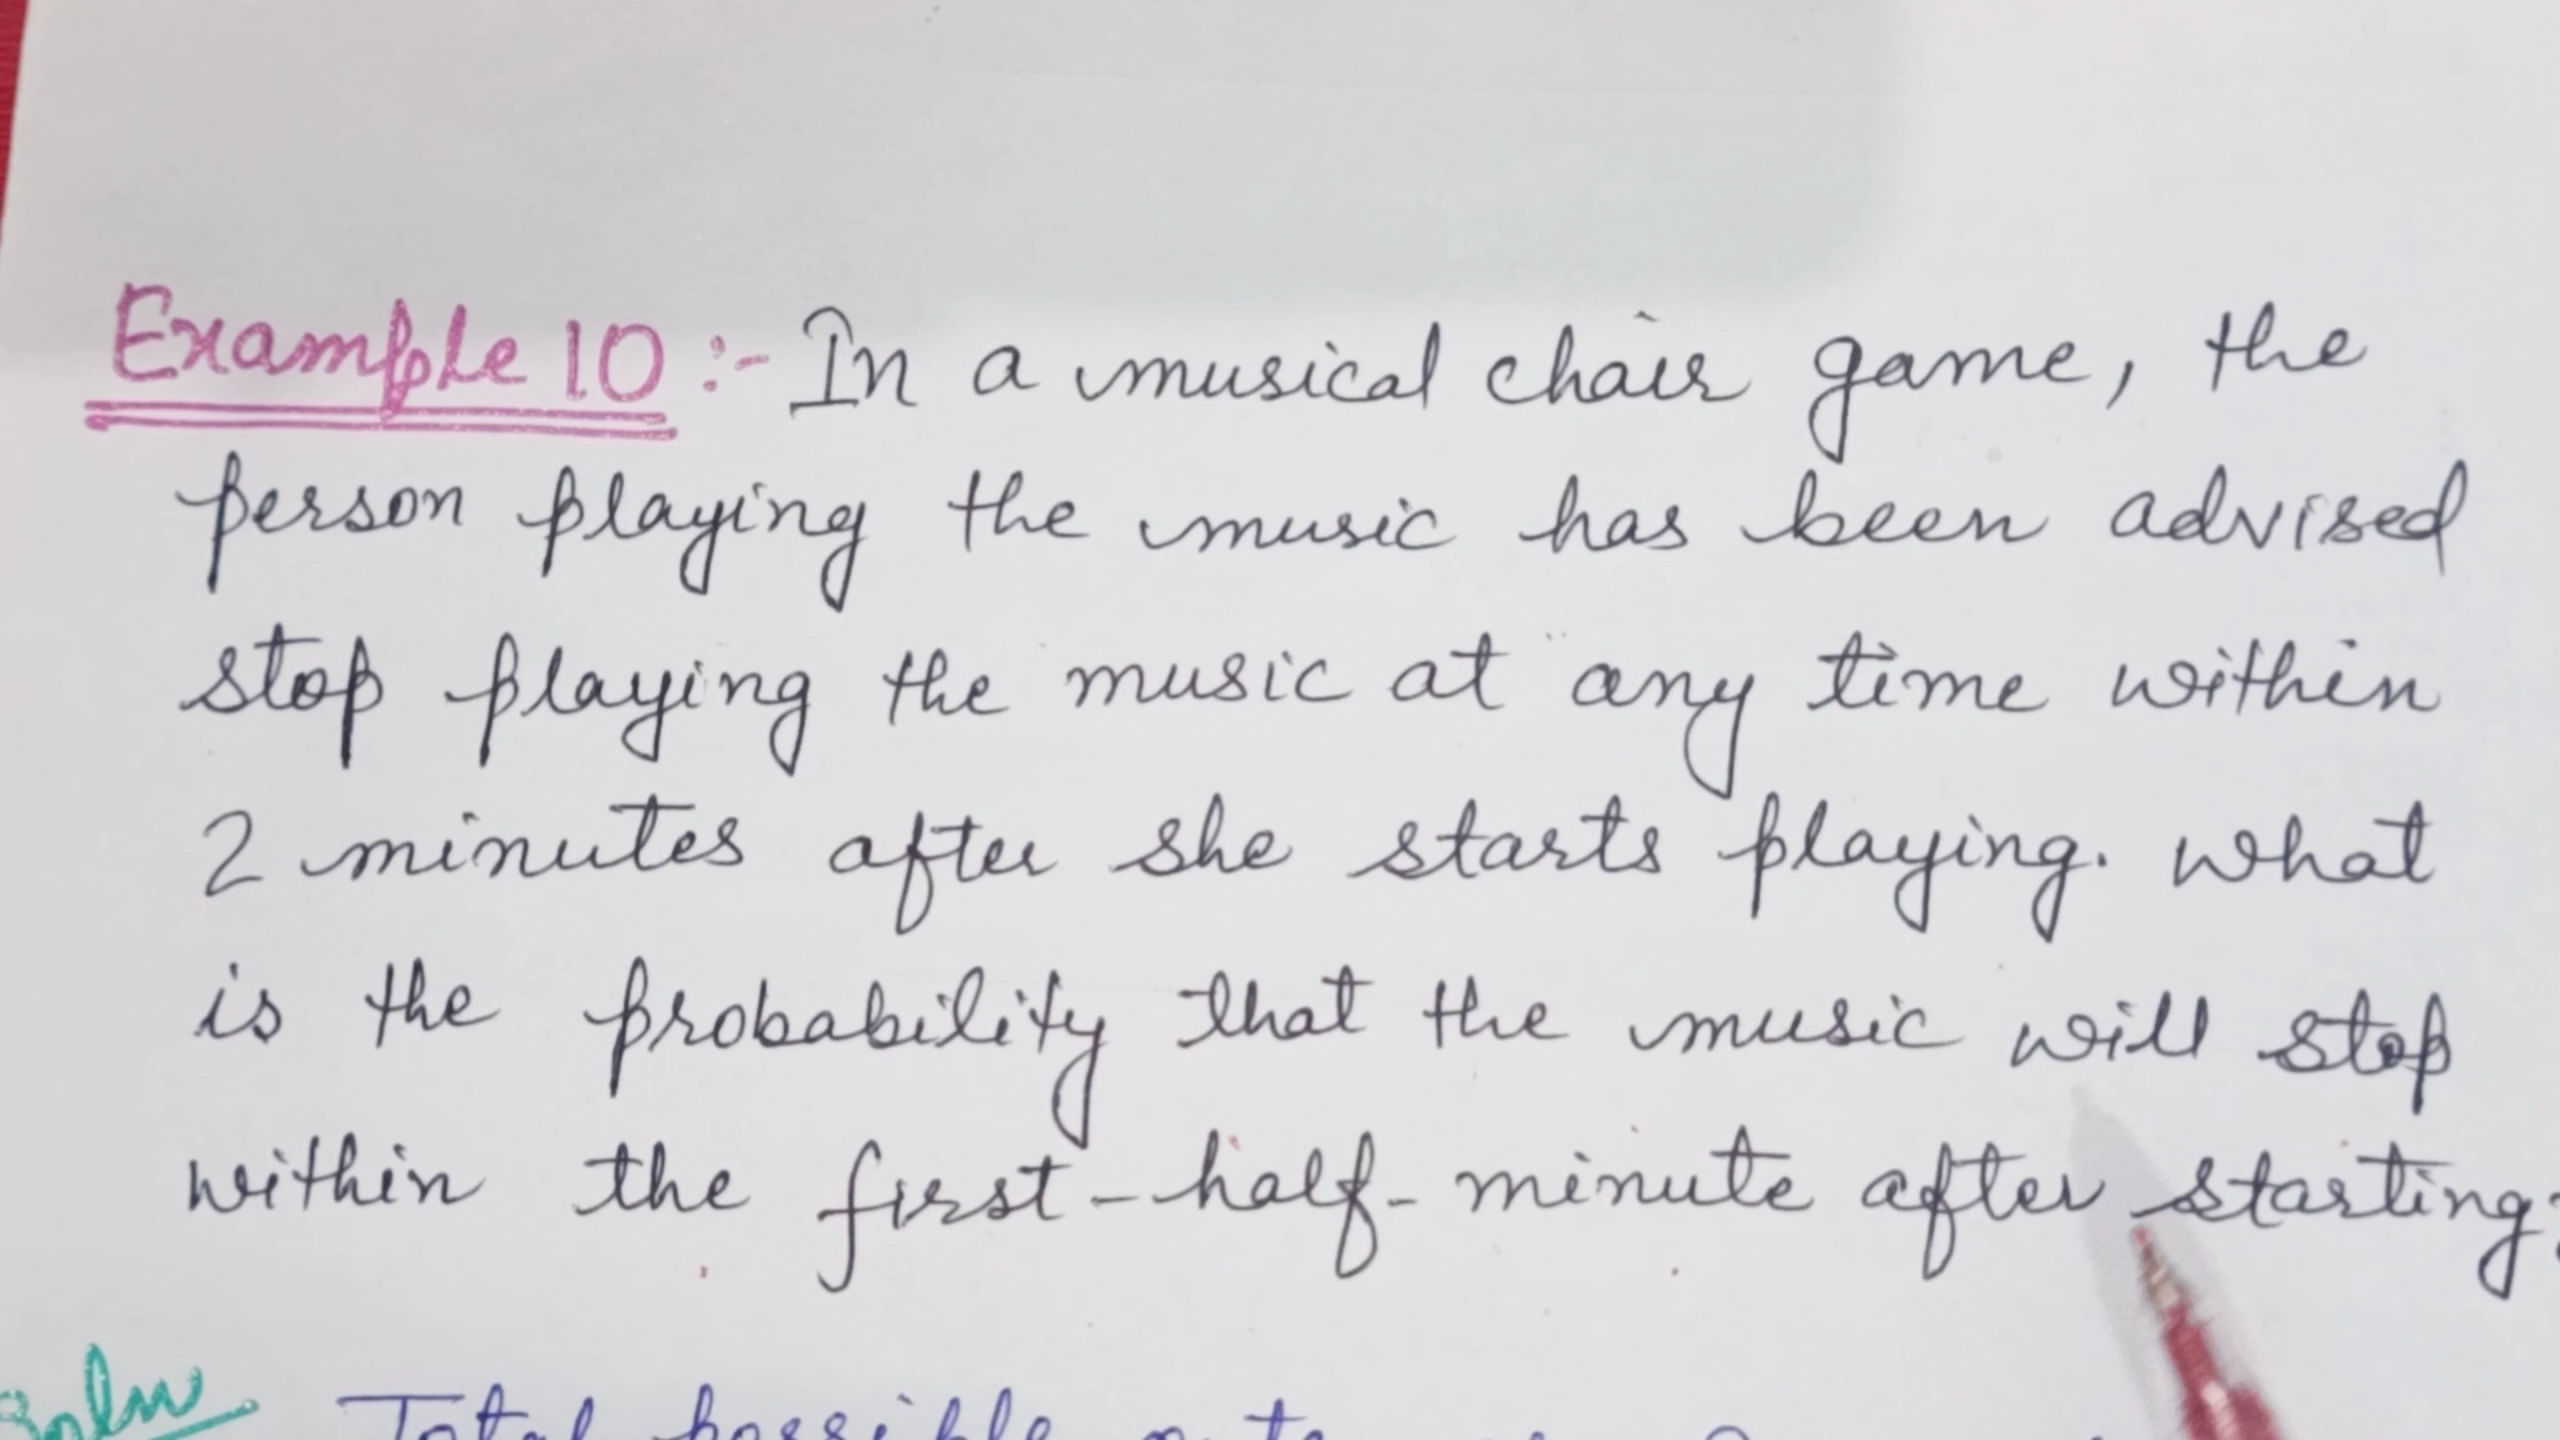 Example 10 :- In a musical chair game, the
person playing the music has been advised
stop playing the music at any time within
2 minutes after she starts playing. What
is the probability that the music will stop
within the first-half-minute after starting
Soln Total possible